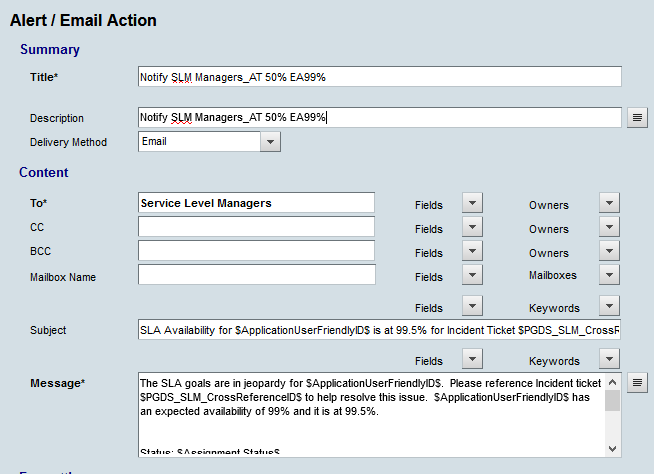 Alert / Email Action
Summary
Title* Notify SLM Managers_AT 50% EA99%
Description Notify SLM Managers_AT 50% EA99%
Delivery Method Email
Content
To* Service Level Managers Fields Owners
CC Fields Owners
BCC Fields Owners
Mailbox Name Fields Mailboxes
Fields Keywords
Subject SLA Availability for $ApplicationUserFriendlyID$ is at 99.5% for Incident Ticket $PGDS_SLM_CrossR
Fields Keywords
Message* The SLA goals are in jeopardy for $ApplicationUserFriendlyID$. Please reference Incident ticket
$PGDS_SLM_CrossReferenceID$ to help resolve this issue. $ApplicationUserFriendlyID$ has
an expected availability of 99% and it is at 99.5%.
Status: $Assignment Status$